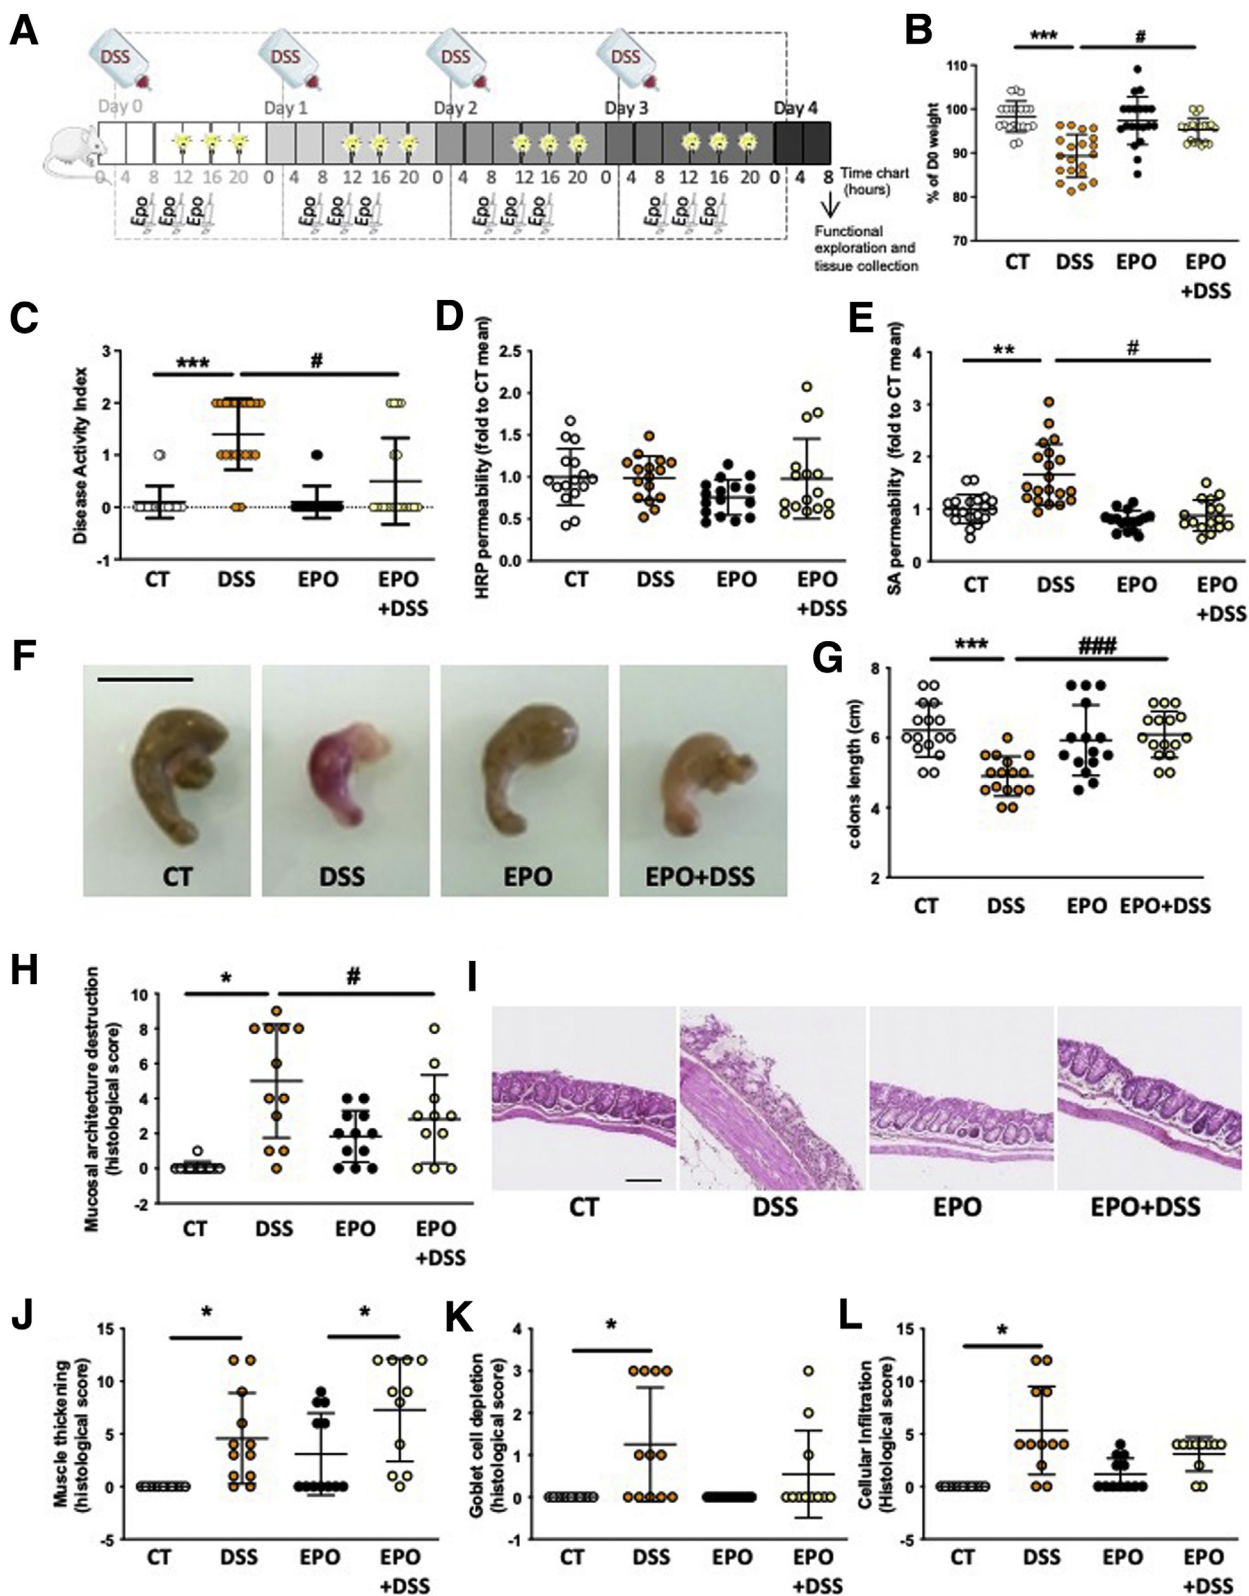 A
DSS
DSS
DSS
DSS
Day 0
Day 1
Day 2
Day 3
Day 4
0 4 8 12 16 20 0 4 8 12 16 20 0 4 8 12 16 20 0 4 8 12 16 20 0 4 8
Time chart
(hours)
Epo Epo Epo Epo Epo Epo Epo Epo Epo Epo Epo Epo
Functional
exploration and
tissue collection
B
*** #
% of D0 weight
110
100
90
80
70
CT DSS EPO EPO
+DSS
C
*** #
Disease Activity Index
3
2
1
0
-1
CT DSS EPO EPO
+DSS
D
HRP permeability (fold to CT mean)
2.5
2.0
1.5
1.0
0.5
0.0
CT DSS EPO EPO
+DSS
E
** #
SA permeability (fold to CT mean)
4
3
2
1
0
CT DSS EPO EPO
+DSS
F
CT DSS EPO EPO+DSS
G
*** ###
colons length (cm)
8
6
4
2
CT DSS EPO EPO+DSS
H
* #
Mucosal architecture destruction
(histological score)
10
8
6
4
2
0
-2
CT DSS EPO EPO
+DSS
I
CT DSS EPO EPO+DSS
J
* *
Muscle thickening
(histological score)
15
10
5
0
-5
CT DSS EPO EPO
+DSS
K
*
Goblet cell depletion
(histological score)
4
3
2
1
0
-1
CT DSS EPO EPO
+DSS
L
*
Cellular Infiltration
(Histological score)
15
10
5
0
-5
CT DSS EPO EPO
+DSS